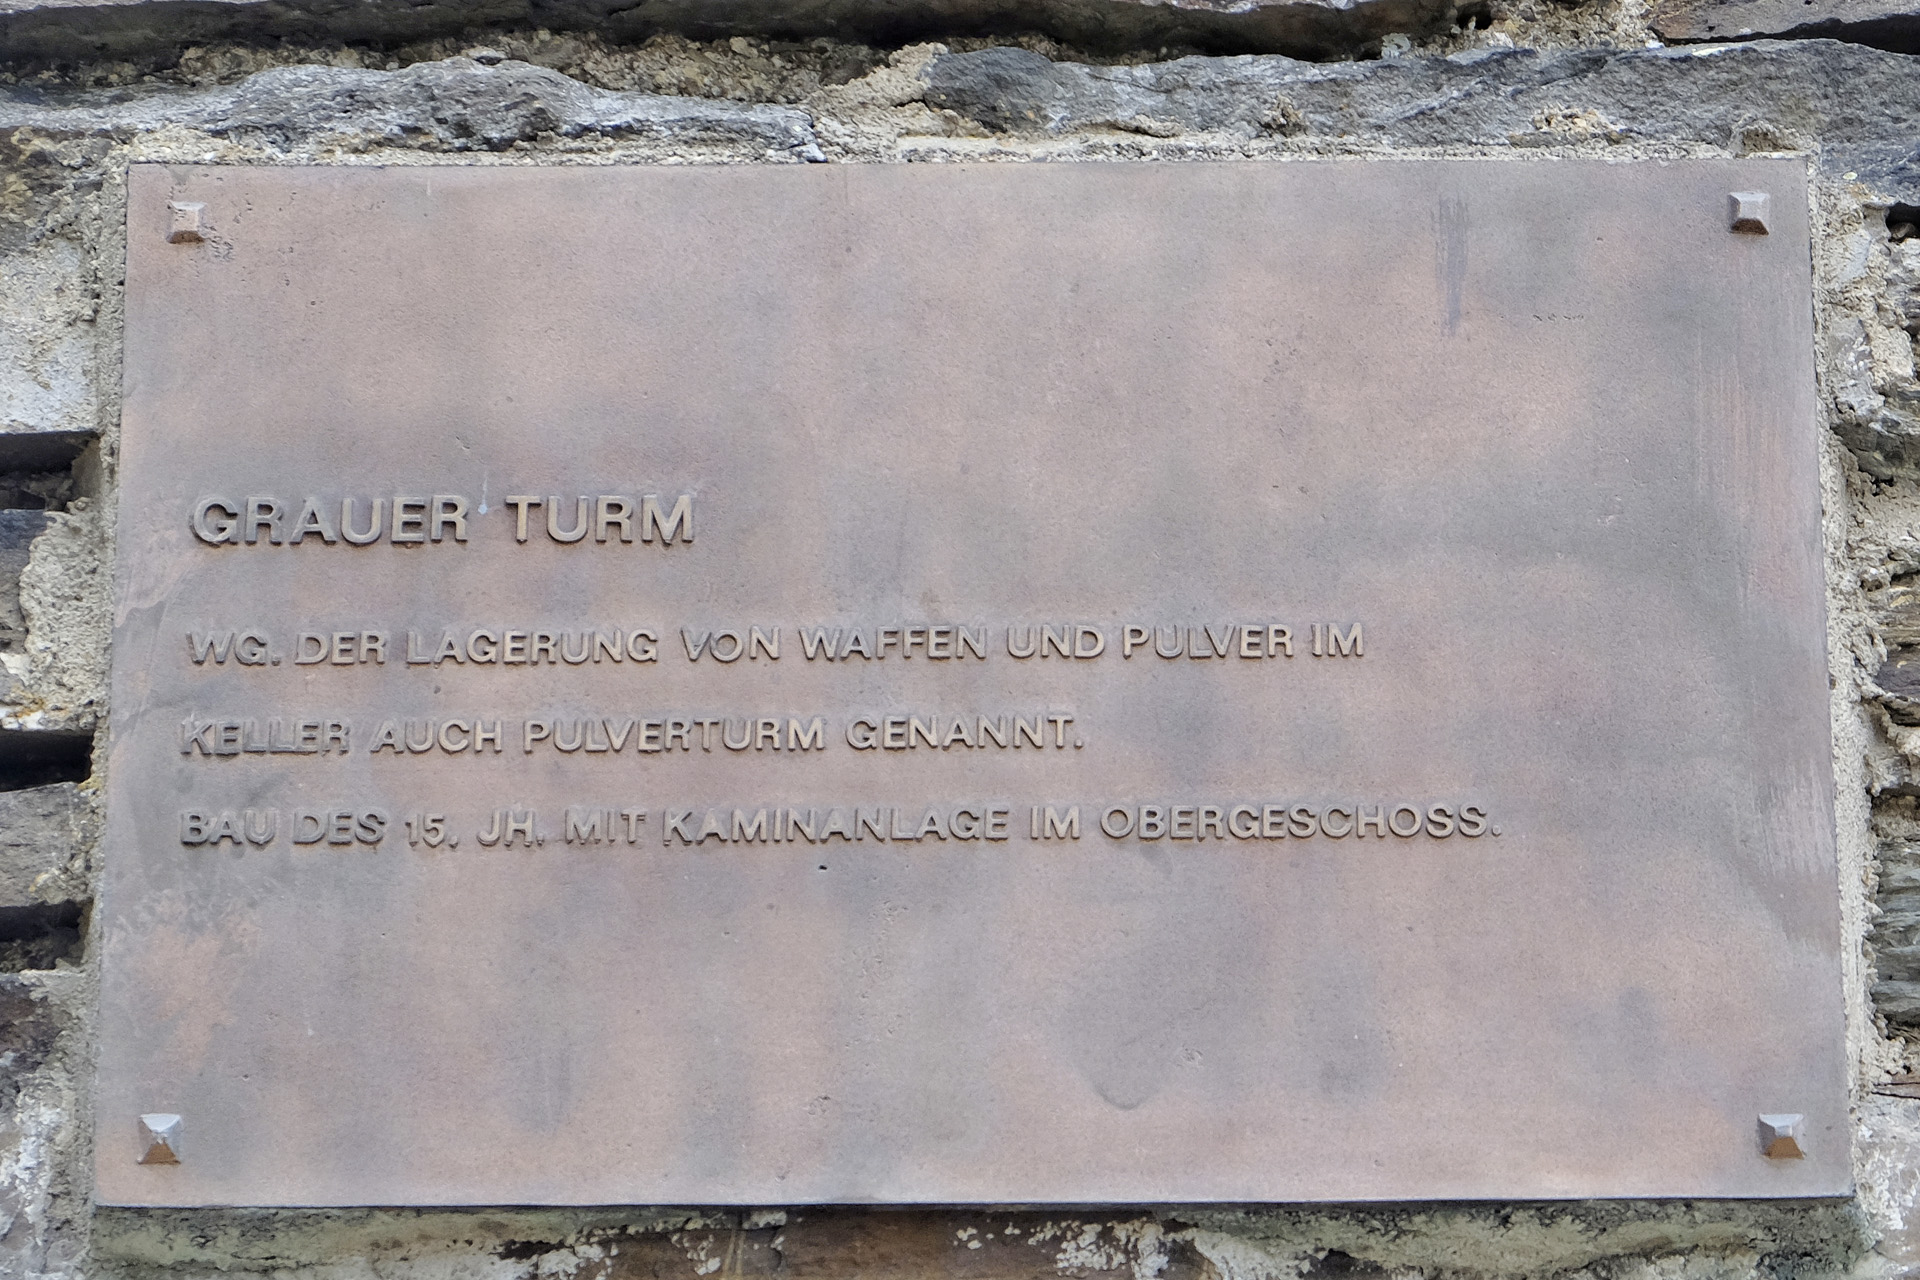 GRAUER TURM
WG. DER LAGERUNG VON WAFFEN UND PULVER IM
KELLER AUCH PULVERTURM GENANNT.
BAU DES 15. JH. MIT KAMINANLAGE IM OBERGESCHOSS.